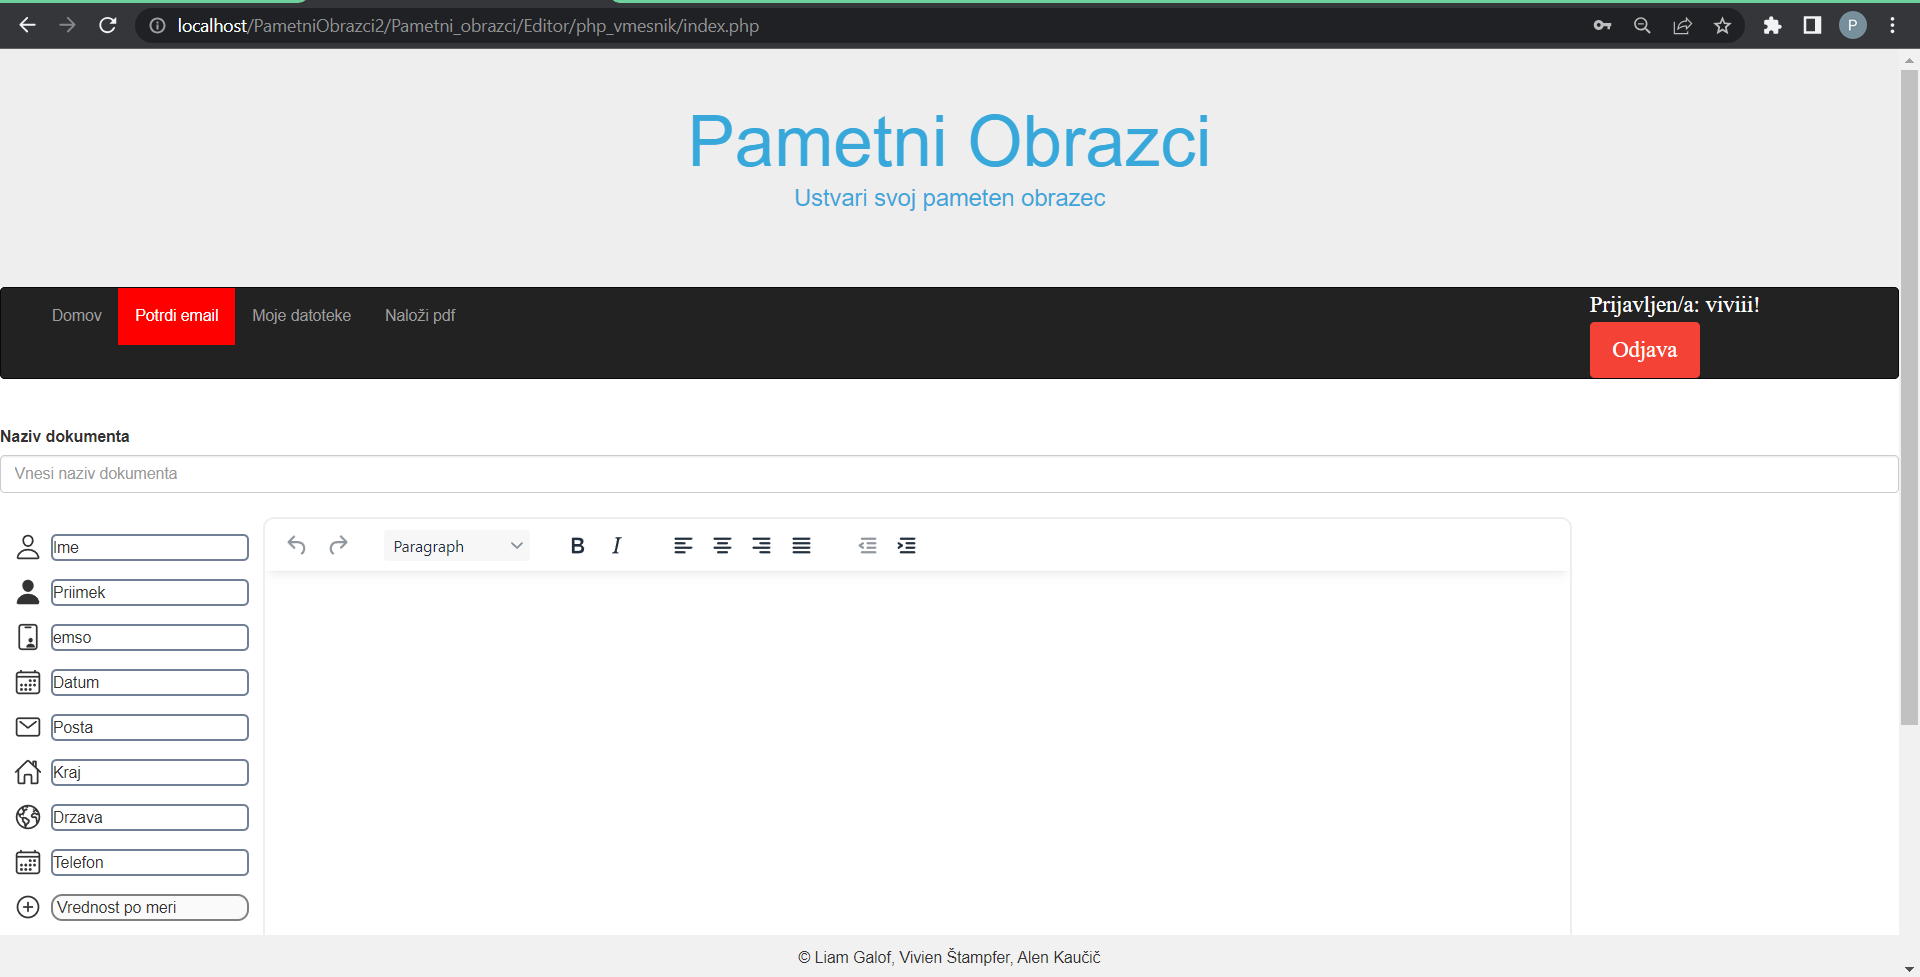 localhost/PametniObrazci2/Pametni_obrazci/Editor/php_vmesnik/index.php
P
Pametni Obrazci
Ustvari svoj pameten obrazec
Domov Potrdi email Moje datoteke Naloži pdf
Prijavljen/a: viviii!
Odjava
Naziv dokumenta
Vnesi naziv dokumenta
Paragraph B I
Ime
Priimek
emso
Datum
Posta
Kraj
Drzava
Telefon
Vrednost po meri
© Liam Galof, Vivien Štampfer, Alen Kaučič